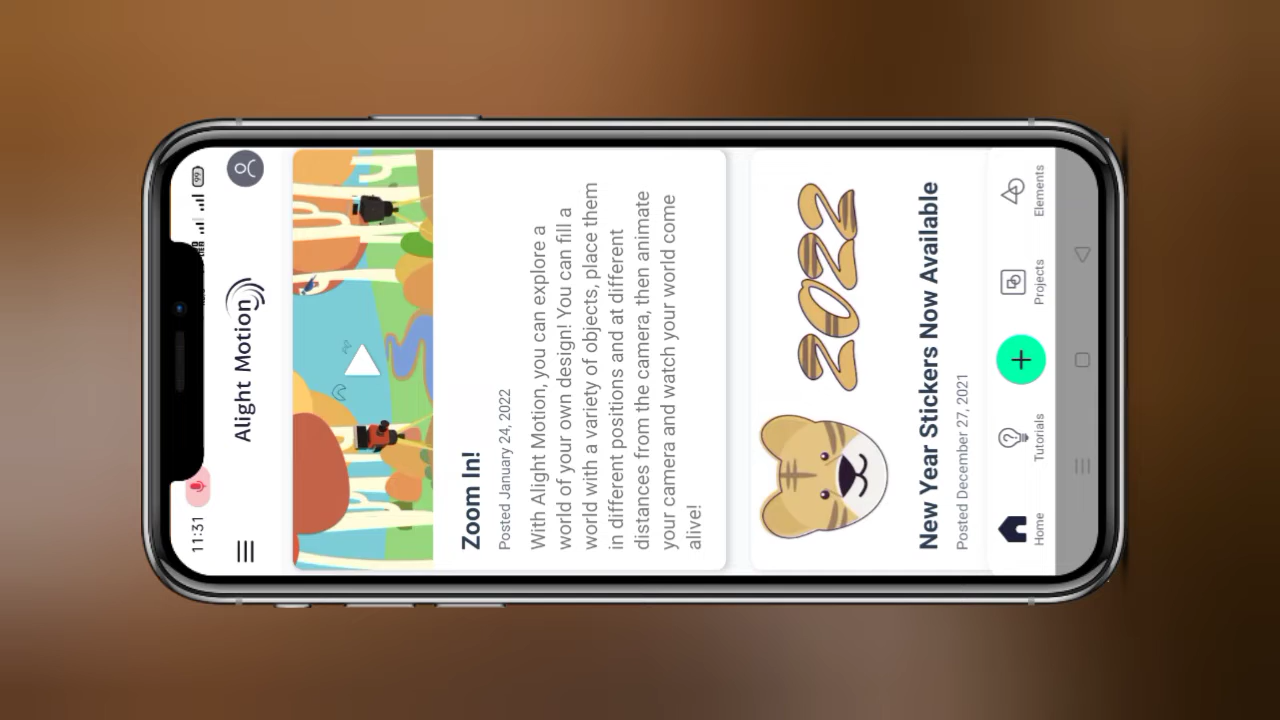 11:31
99
Alight Motion
Zoom In!
Posted January 24, 2022
With Alight Motion, you can explore a
world of your own design! You can fill a
world with a variety of objects, place them
in different positions and at different
distances from the camera, then animate
your camera and watch your world come
alive!
2022
New Year Stickers Now Available
Posted December 27, 2021
Home
Tutorials
Projects
Elements